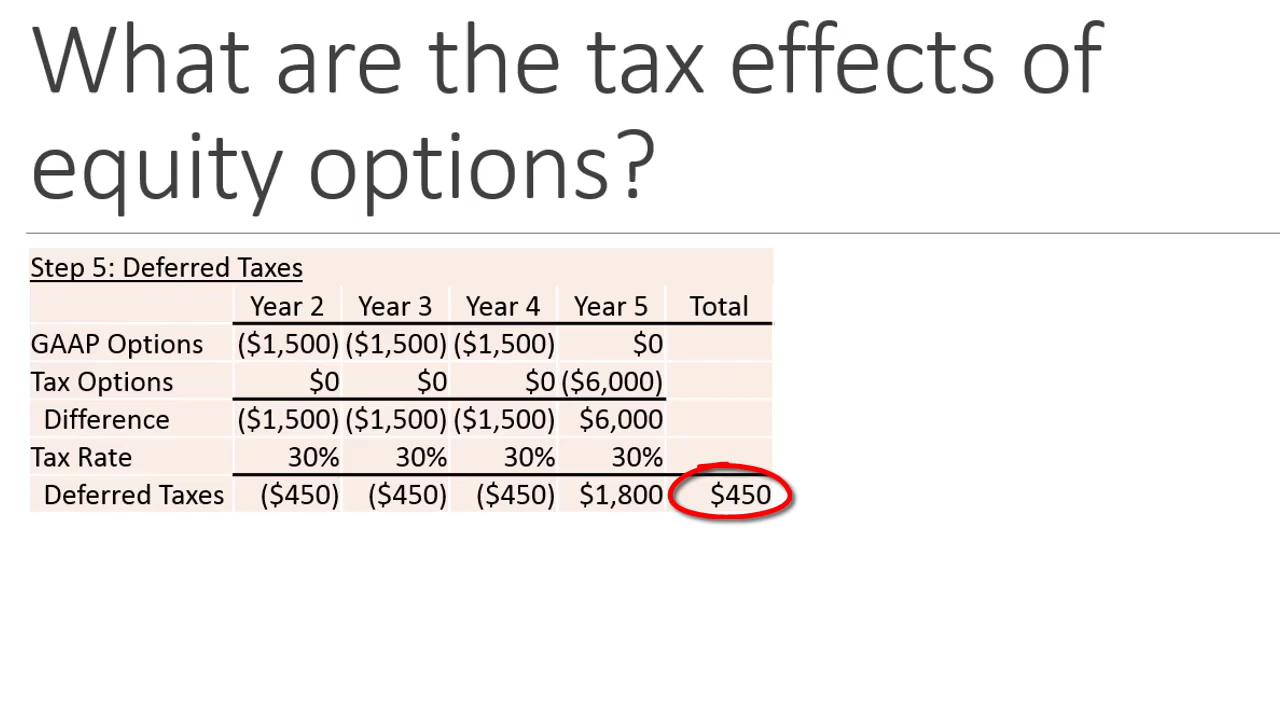 What are the tax effects of
equity options?
Step 5: Deferred Taxes
Year 2 Year 3 Year 4 Year 5 Total
GAAP Options ($1,500) ($1,500) ($1,500) $0
Tax Options $0 $0 $0 ($6,000)
Difference ($1,500) ($1,500) ($1,500) $6,000
Tax Rate 30% 30% 30% 30%
Deferred Taxes ($450) ($450) ($450) $1,800 $450